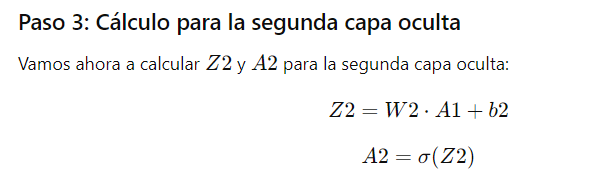 Paso 3: Cálculo para la segunda capa oculta
Vamos ahora a calcular Z2 y A2 para la segunda capa oculta:
Z2 = W2 · A1 + b2
A2 = σ(Z2)